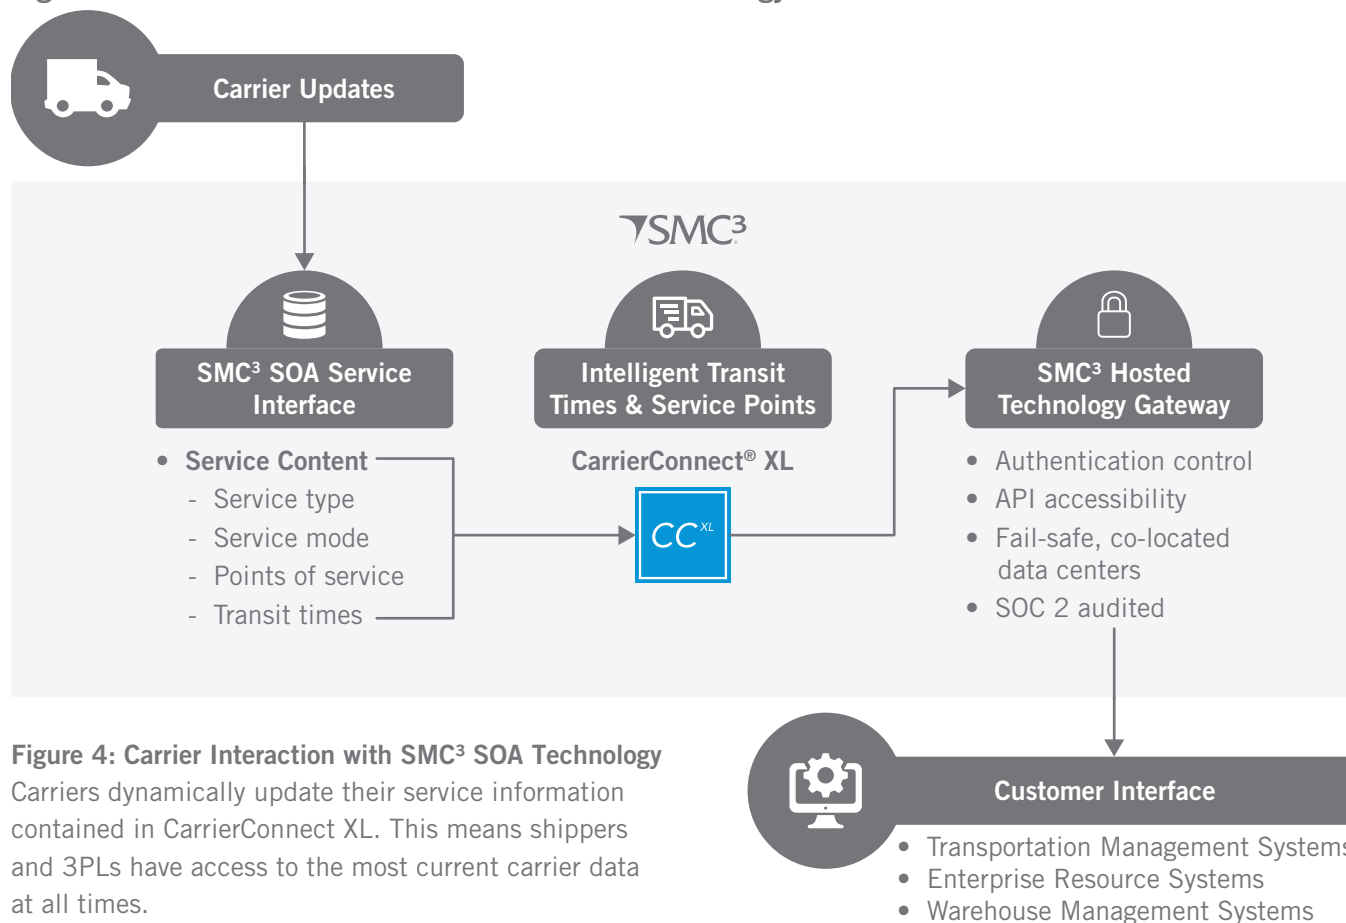 Carrier Updates
SMC³
SMC³ SOA Service
Interface
• Service Content
- Service type
- Service mode
- Points of service
- Transit times
Intelligent Transit
Times & Service Points
CarrierConnect® XL
CC XL
SMC³ Hosted
Technology Gateway
• Authentication control
• API accessibility
• Fail-safe, co-located
data centers
• SOC 2 audited
Figure 4: Carrier Interaction with SMC³ SOA Technology
Carriers dynamically update their service information
contained in CarrierConnect XL. This means shippers
and 3PLs have access to the most current carrier data
at all times.
Customer Interface
• Transportation Management Systems
• Enterprise Resource Systems
• Warehouse Management Systems